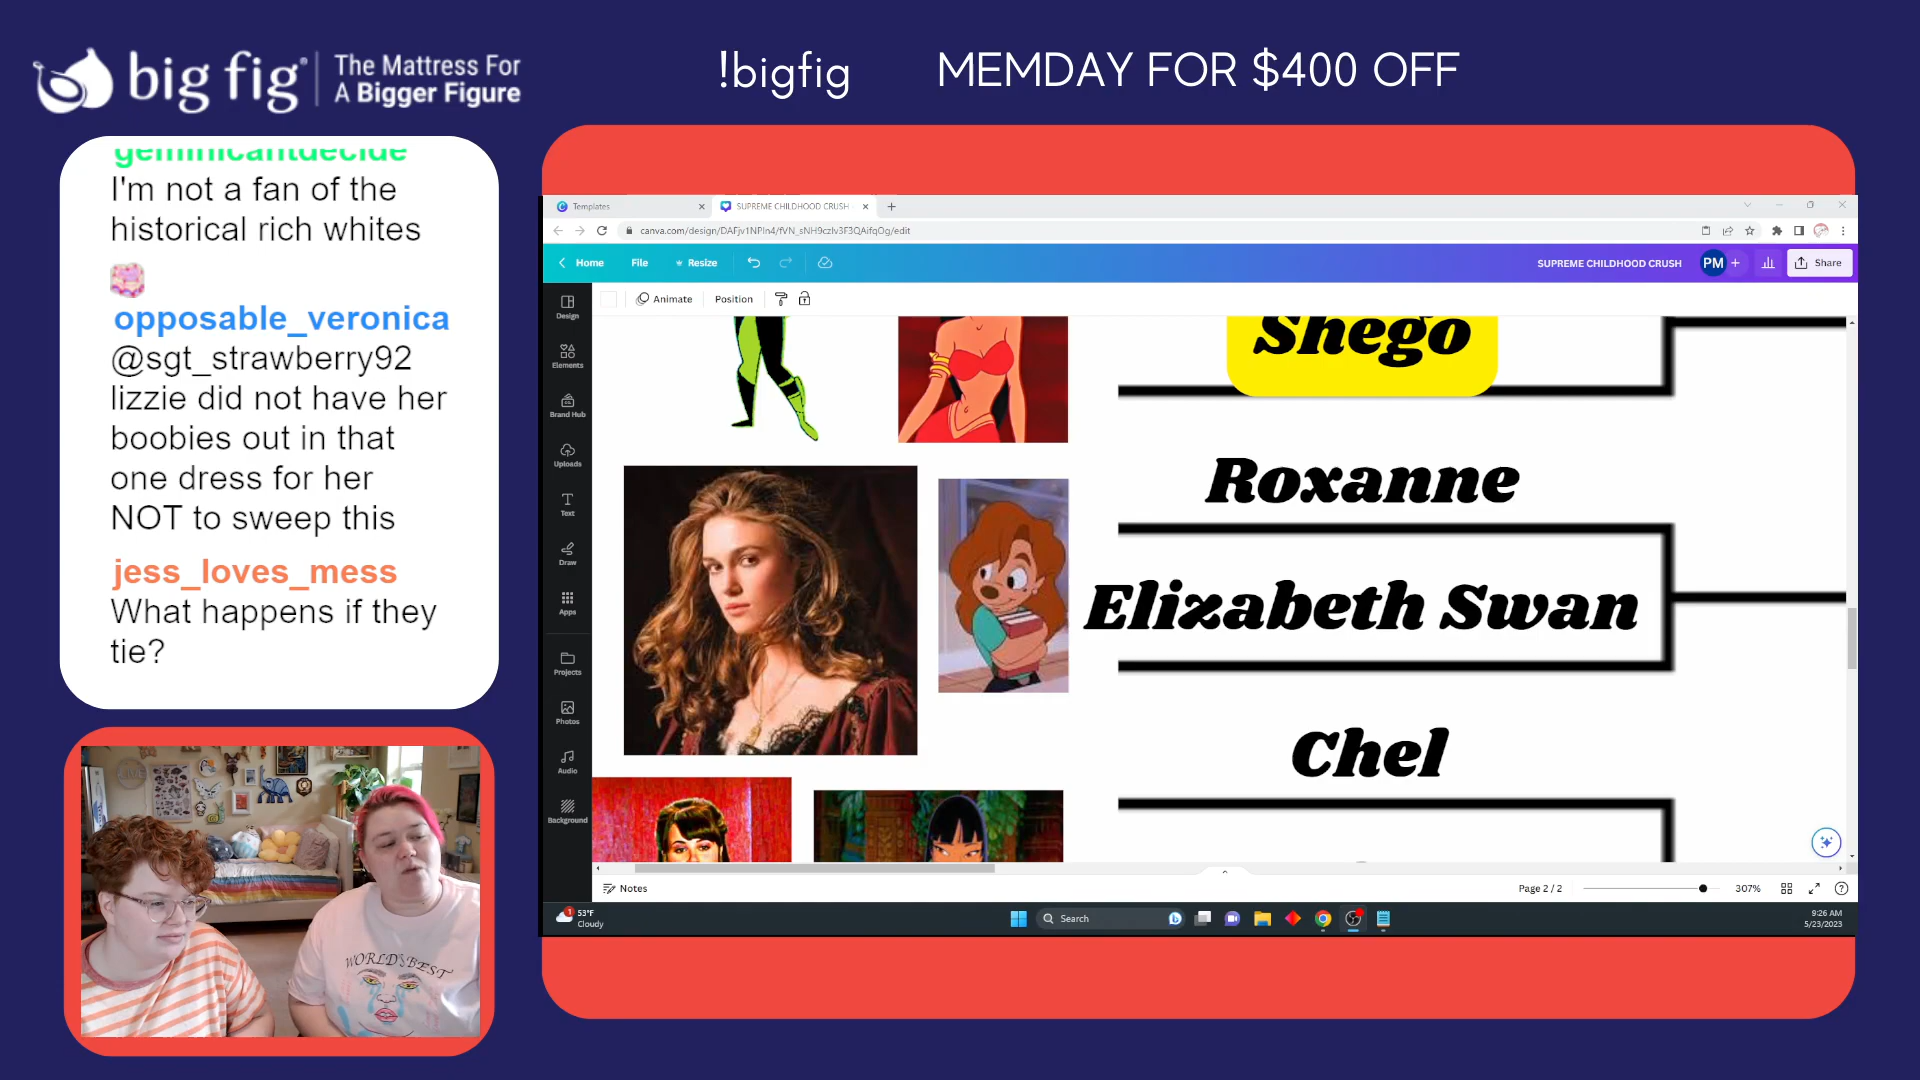 big fig
The Mattress For
A Bigger Figure
!bigfig
MEMDAY FOR $400 OFF
geminicantdecide
I'm not a fan of the
historical rich whites
opposable_veronica
@sgt_strawberry92
lizzie did not have her
boobies out in that
one dress for her
NOT to sweep this
jess_loves_mess
What happens if they
tie?
WORLD'S BEST
Templates
SUPREME CHILDHOOD CRUSH
canva.com/design/DAFjv1NPln4/fVN_sNH9czlv3F3QAifqOg/edit
Home
File
Resize
SUPREME CHILDHOOD CRUSH
PM
Share
Animate
Position
Design
Elements
Brand Hub
Uploads
Text
Draw
Apps
Projects
Photos
Audio
Background
Shego
Roxanne
Elizabeth Swan
Chel
Notes
Page 2 / 2
307%
1
53°F
Cloudy
Search
9:26 AM
5/23/2023